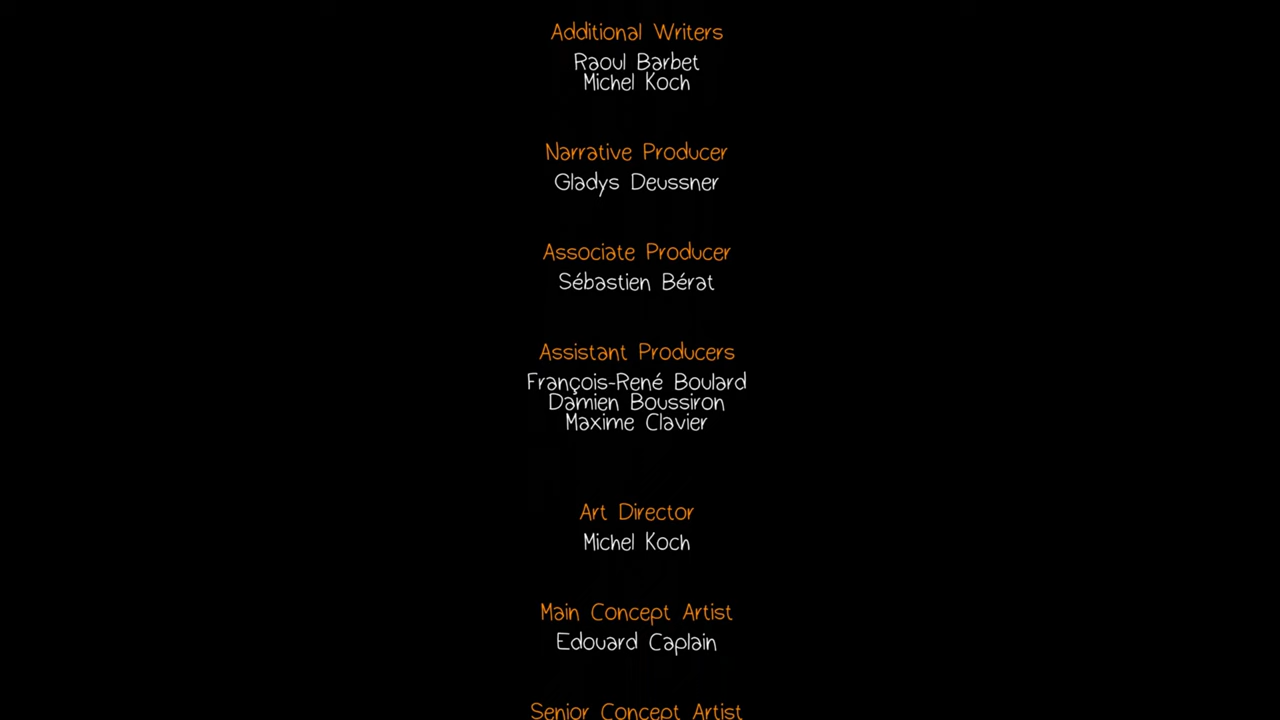 Additional Writers
Raoul Barbet
Michel Koch
Narrative Producer
Gladys Deussner
Associate Producer
Sébastien Bérat
Assistant Producers
François-René Boulard
Damien Boussiron
Maxime Clavier
Art Director
Michel Koch
Main Concept Artist
Edouard Caplain
Senior Concept Artist